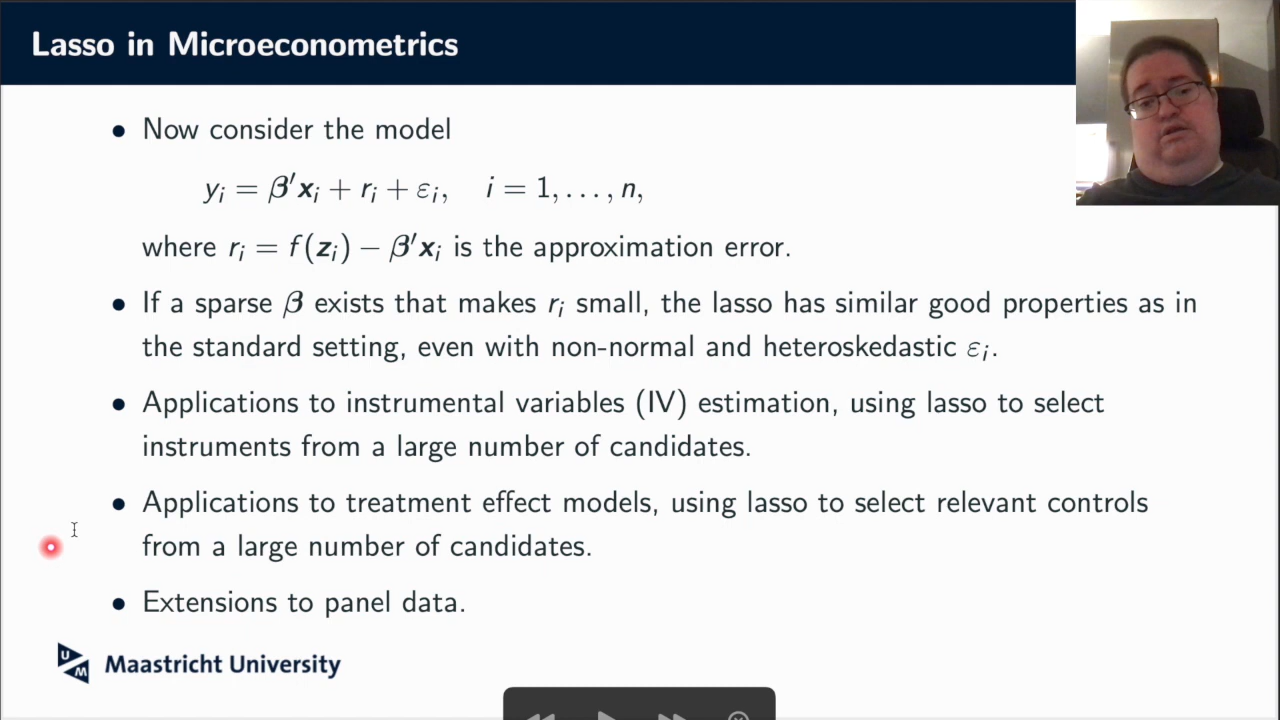 Lasso in Microeconometrics
• Now consider the model
yᵢ = β′xᵢ + rᵢ + εᵢ, i = 1, . . . , n,
where rᵢ = f(zᵢ) − β′xᵢ is the approximation error.
• If a sparse β exists that makes rᵢ small, the lasso has similar good properties as in
the standard setting, even with non-normal and heteroskedastic εᵢ.
• Applications to instrumental variables (IV) estimation, using lasso to select
instruments from a large number of candidates.
• Applications to treatment effect models, using lasso to select relevant controls
from a large number of candidates.
• Extensions to panel data.
UM Maastricht University